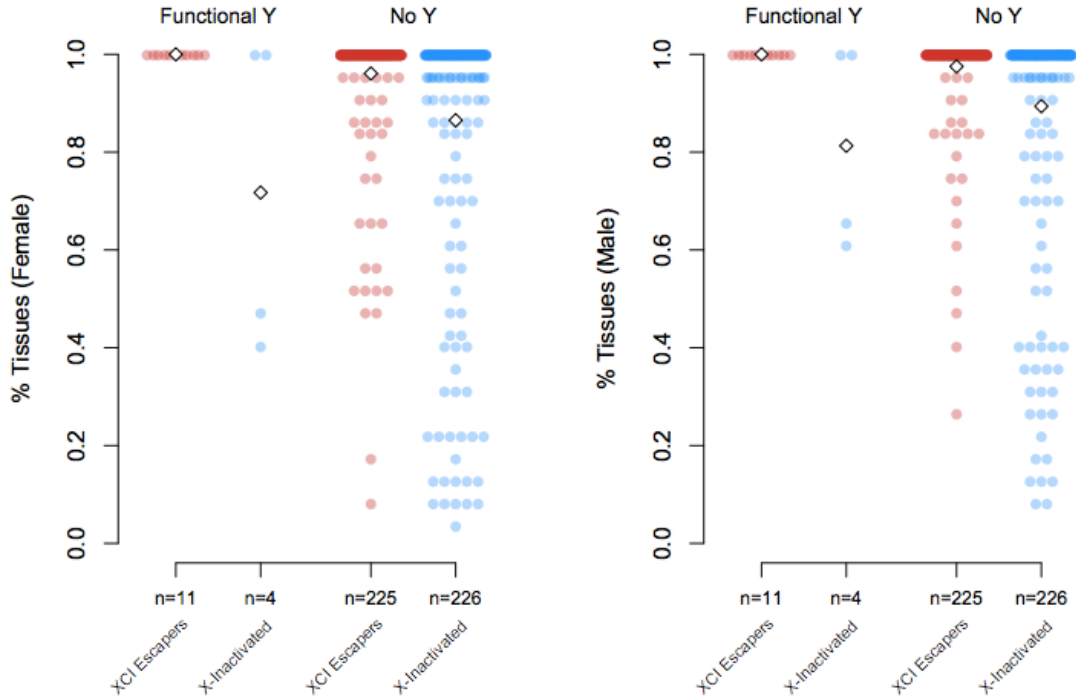 Functional Y No Y
% Tissues (Female)
1.0
0.8
0.6
0.4
0.2
0.0
n=11 n=4 n=225 n=226
XCI Escapers X-Inactivated XCI Escapers X-Inactivated
Functional Y No Y
% Tissues (Male)
1.0
0.8
0.6
0.4
0.2
0.0
n=11 n=4 n=225 n=226
XCI Escapers X-Inactivated XCI Escapers X-Inactivated